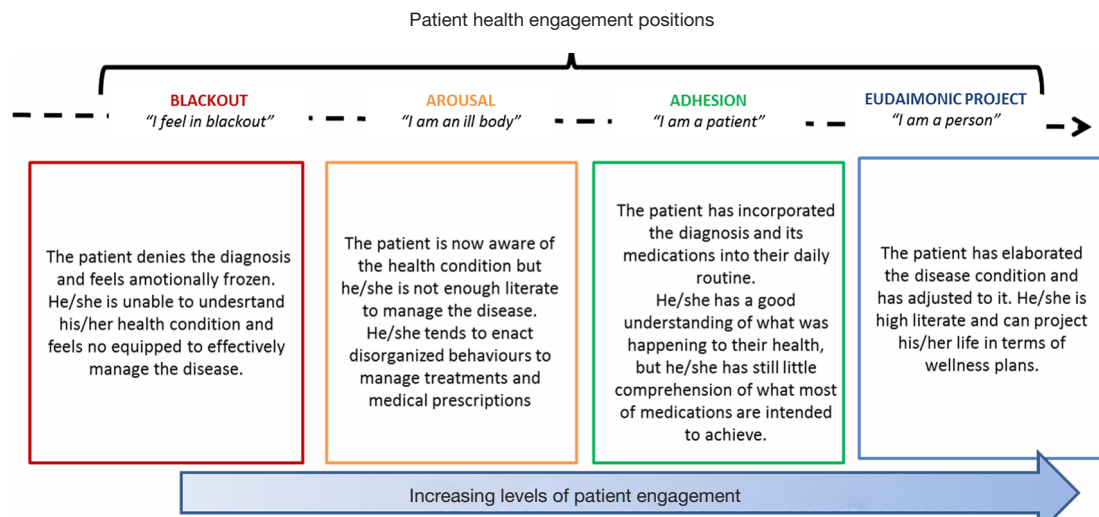 Patient health engagement positions
BLACKOUT
"I feel in blackout"
AROUSAL
"I am an ill body"
ADHESION
"I am a patient"
EUDAIMONIC PROJECT
"I am a person"
The patient denies the diagnosis
and feels amotionally frozen.
He/she is unable to undesrtand
his/her health condition and
feels no equipped to effectively
manage the disease.
The patient is now aware of
the health condition but
he/she is not enough literate
to manage the disease.
He/she tends to enact
disorganized behaviours to
manage treatments and
medical prescriptions
The patient has incorporated
the diagnosis and its
medications into their daily
routine.
He/she has a good
understanding of what was
happening to their health,
but he/she has still little
comprehension of what most
of medications are intended
to achieve.
The patient has elaborated
the disease condition and
has adjusted to it. He/she is
high literate and can project
his/her life in terms of
wellness plans.
Increasing levels of patient engagement